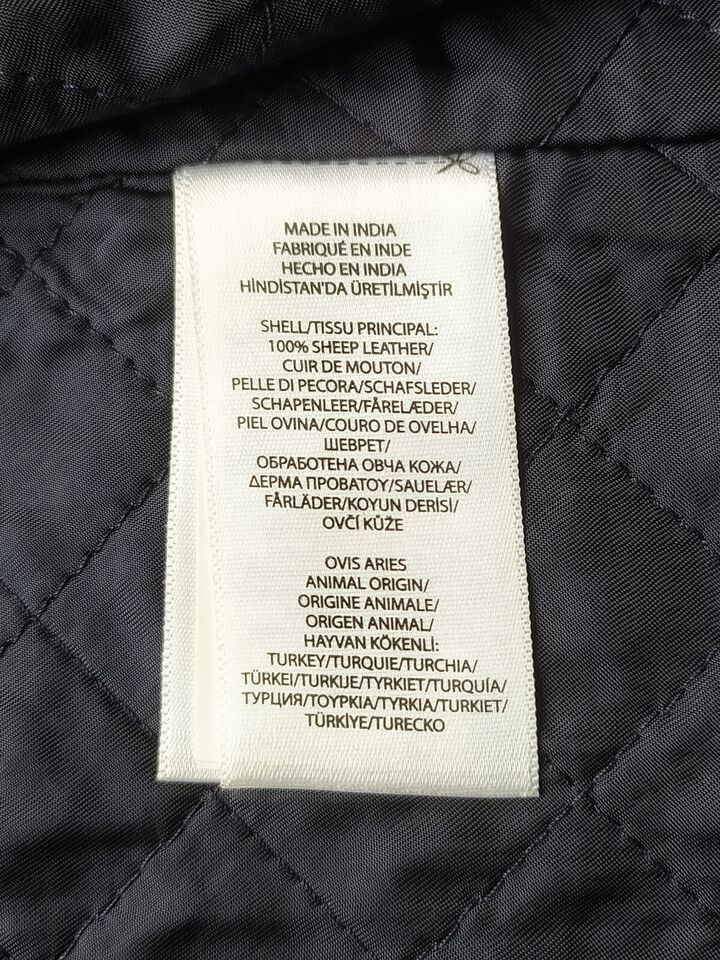 MADE IN INDIA
FABRIQUÉ EN INDE
HECHO EN INDIA
HİNDİSTAN'DA ÜRETİLMİŞTİR
SHELL/TISSU PRINCIPAL:
100% SHEEP LEATHER/
CUIR DE MOUTON/
PELLE DI PECORA/SCHAFSLEDER/
SCHAPENLEER/FÅRELÆDER/
PIEL OVINA/COURO DE OVELHA/
ШЕВРЕТ/
ОБРАБОТЕНА ОВЧА КОЖА/
ΔΕΡΜΑ ΠΡΟΒΑΤΟΥ/SAUELÆR/
FÅRLÄDER/KOYUN DERİSİ/
OVČÍ KŮŽE
OVIS ARIES
ANIMAL ORIGIN/
ORIGINE ANIMALE/
ORIGEN ANIMAL/
HAYVAN KÖKENLİ:
TURKEY/TURQUIE/TURCHIA/
TÜRKEI/TURKIJE/TYRKIET/TURQUÍA/
ТУРЦИЯ/ΤΟΥΡΚΙΑ/TYRKIA/TURKIET/
TÜRKİYE/TURECKO